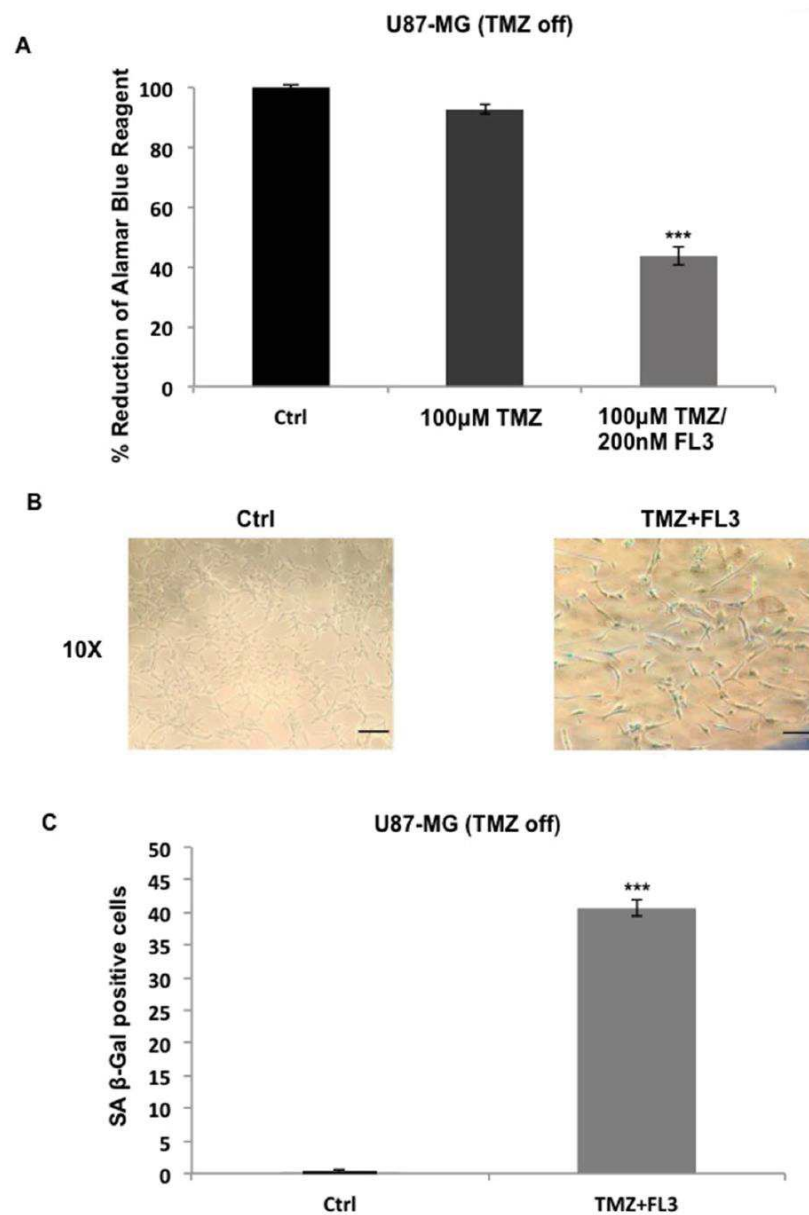 U87-MG (TMZ off)
A
% Reduction of Alamar Blue Reagent
100
80
60
40
20
0
***
Ctrl
100µM TMZ
100µM TMZ/
200nM FL3
B
Ctrl
TMZ+FL3
10X
C
U87-MG (TMZ off)
SA β-Gal positive cells
50
45
40
35
30
25
20
15
10
5
0
***
Ctrl
TMZ+FL3